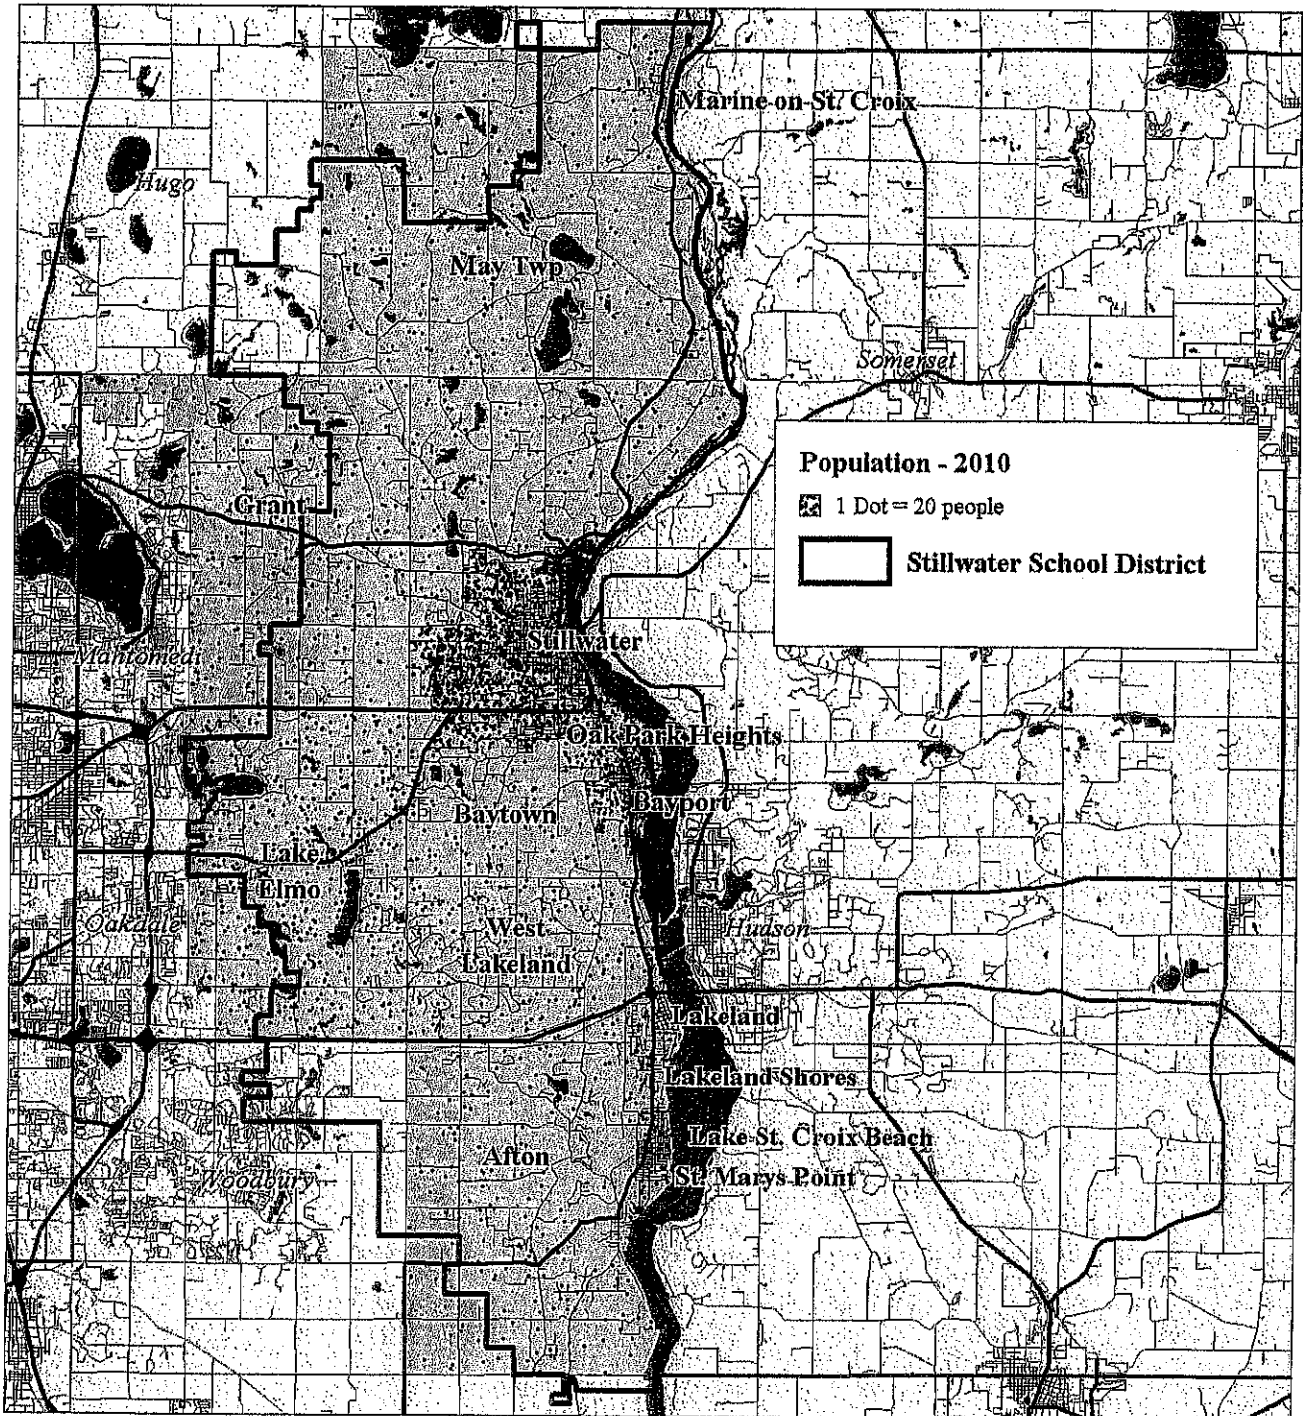 Marine on St. Croix
Hugo
May Twp
Somerset
Population - 2010
1 Dot = 20 people
Stillwater School District
Grant
Stillwater
Mahtomedi
Oak Park Heights
Bayport
Baytown
Lake
Elmo
Oakdale
West
Lakeland
Hudson
Lakeland
Lakeland Shores
Lake St. Croix Beach
Afton
St. Marys Point
Woodbury